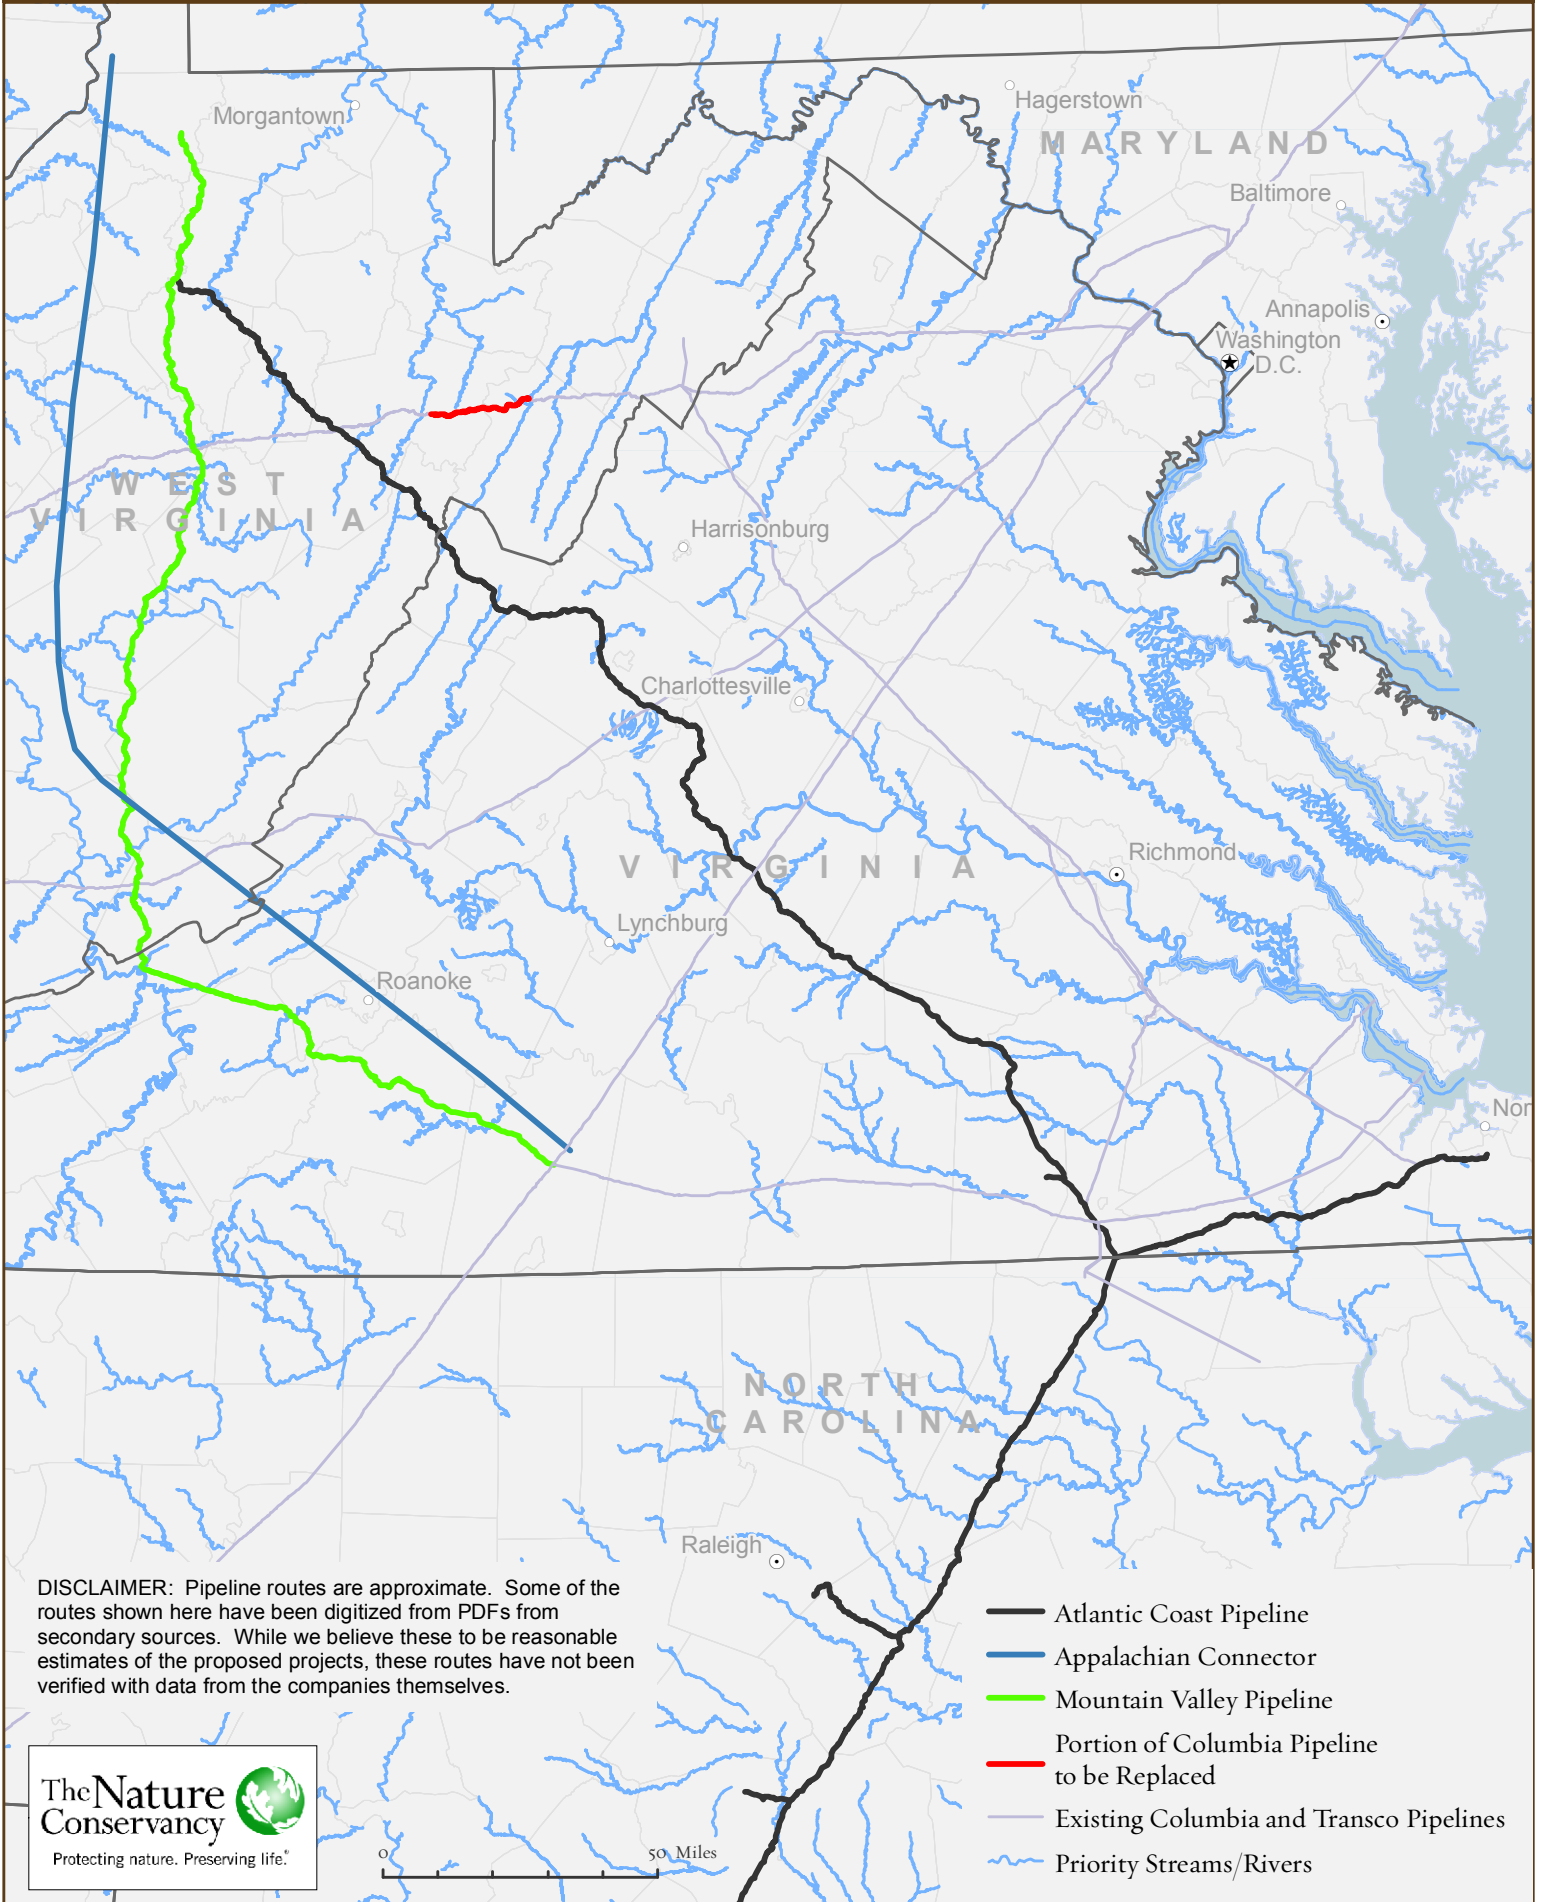 Morgantown
Hagerstown
MARYLAND
Baltimore
Annapolis
Washington
D.C.
WEST
VIRGINIA
Harrisonburg
Charlottesville
VIRGINIA
Richmond
Lynchburg
Roanoke
Nor
NORTH
CAROLINA
Raleigh
DISCLAIMER: Pipeline routes are approximate. Some of the
routes shown here have been digitized from PDFs from
secondary sources. While we believe these to be reasonable
estimates of the proposed projects, these routes have not been
verified with data from the companies themselves.
Atlantic Coast Pipeline
Appalachian Connector
Mountain Valley Pipeline
Portion of Columbia Pipeline
to be Replaced
Existing Columbia and Transco Pipelines
Priority Streams/Rivers
The Nature
Conservancy
Protecting nature. Preserving life.®
0 50 Miles